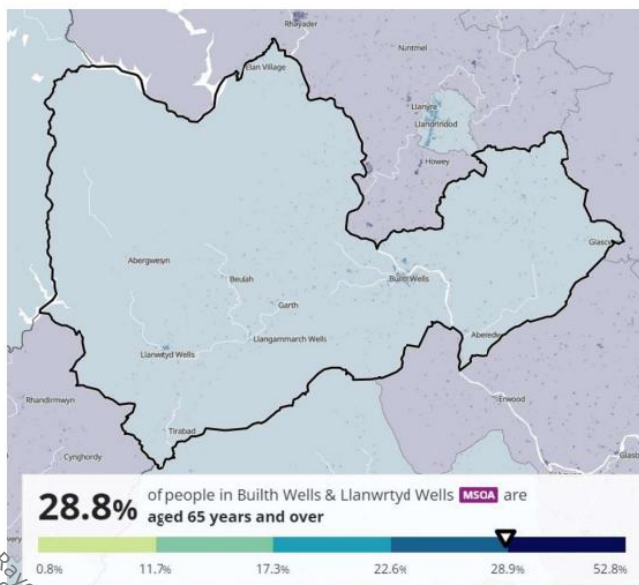 Rhayader
Nantmel
Elan Village
Llanyre
Llandrindod
Howey
Glascw
Abergwesyn
Beulah
Builth Wells
Garth
Llangammarch Wells
Aberedw
Llanwrtyd Wells
Rhandirmwyn
Erwood
Tirabad
Cynghordy
Glasb
28.8% of people in Builth Wells & Llanwrtyd Wells MSOA are
aged 65 years and over
0.8% 11.7% 17.3% 22.6% 28.9% 52.8%